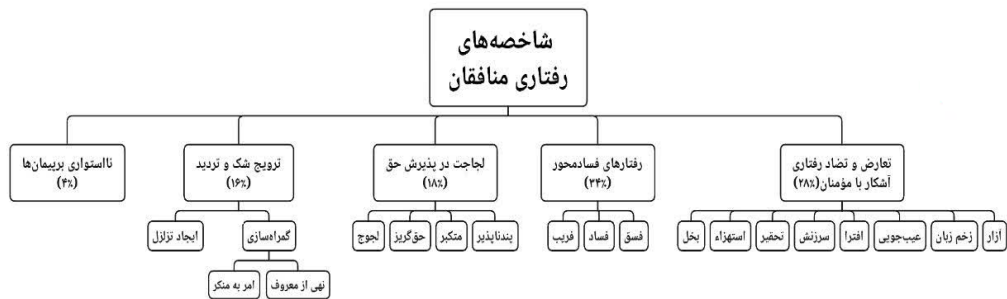 شاخصه‌های
رفتاری منافقان
تعارض و تضاد رفتاری
آشکار با مؤمنان(۲۸٪)
رفتارهای فسادمحور
(۳۴٪)
لجاجت در پذیرش حق
(۱۸٪)
ترویج شک و تردید
(۱۶٪)
نااستواری برپیمان‌ها
(۴٪)
آزار
زخم زبان
عیب‌جویی
افترا
سرزنش
تحقیر
استهزاء
بخل
فسق
فساد
فریب
پندناپذیر
متکبر
حق‌گریز
لجوج
گمراه‌سازی
ایجاد تزلزل
نهی از معروف
امر به منکر